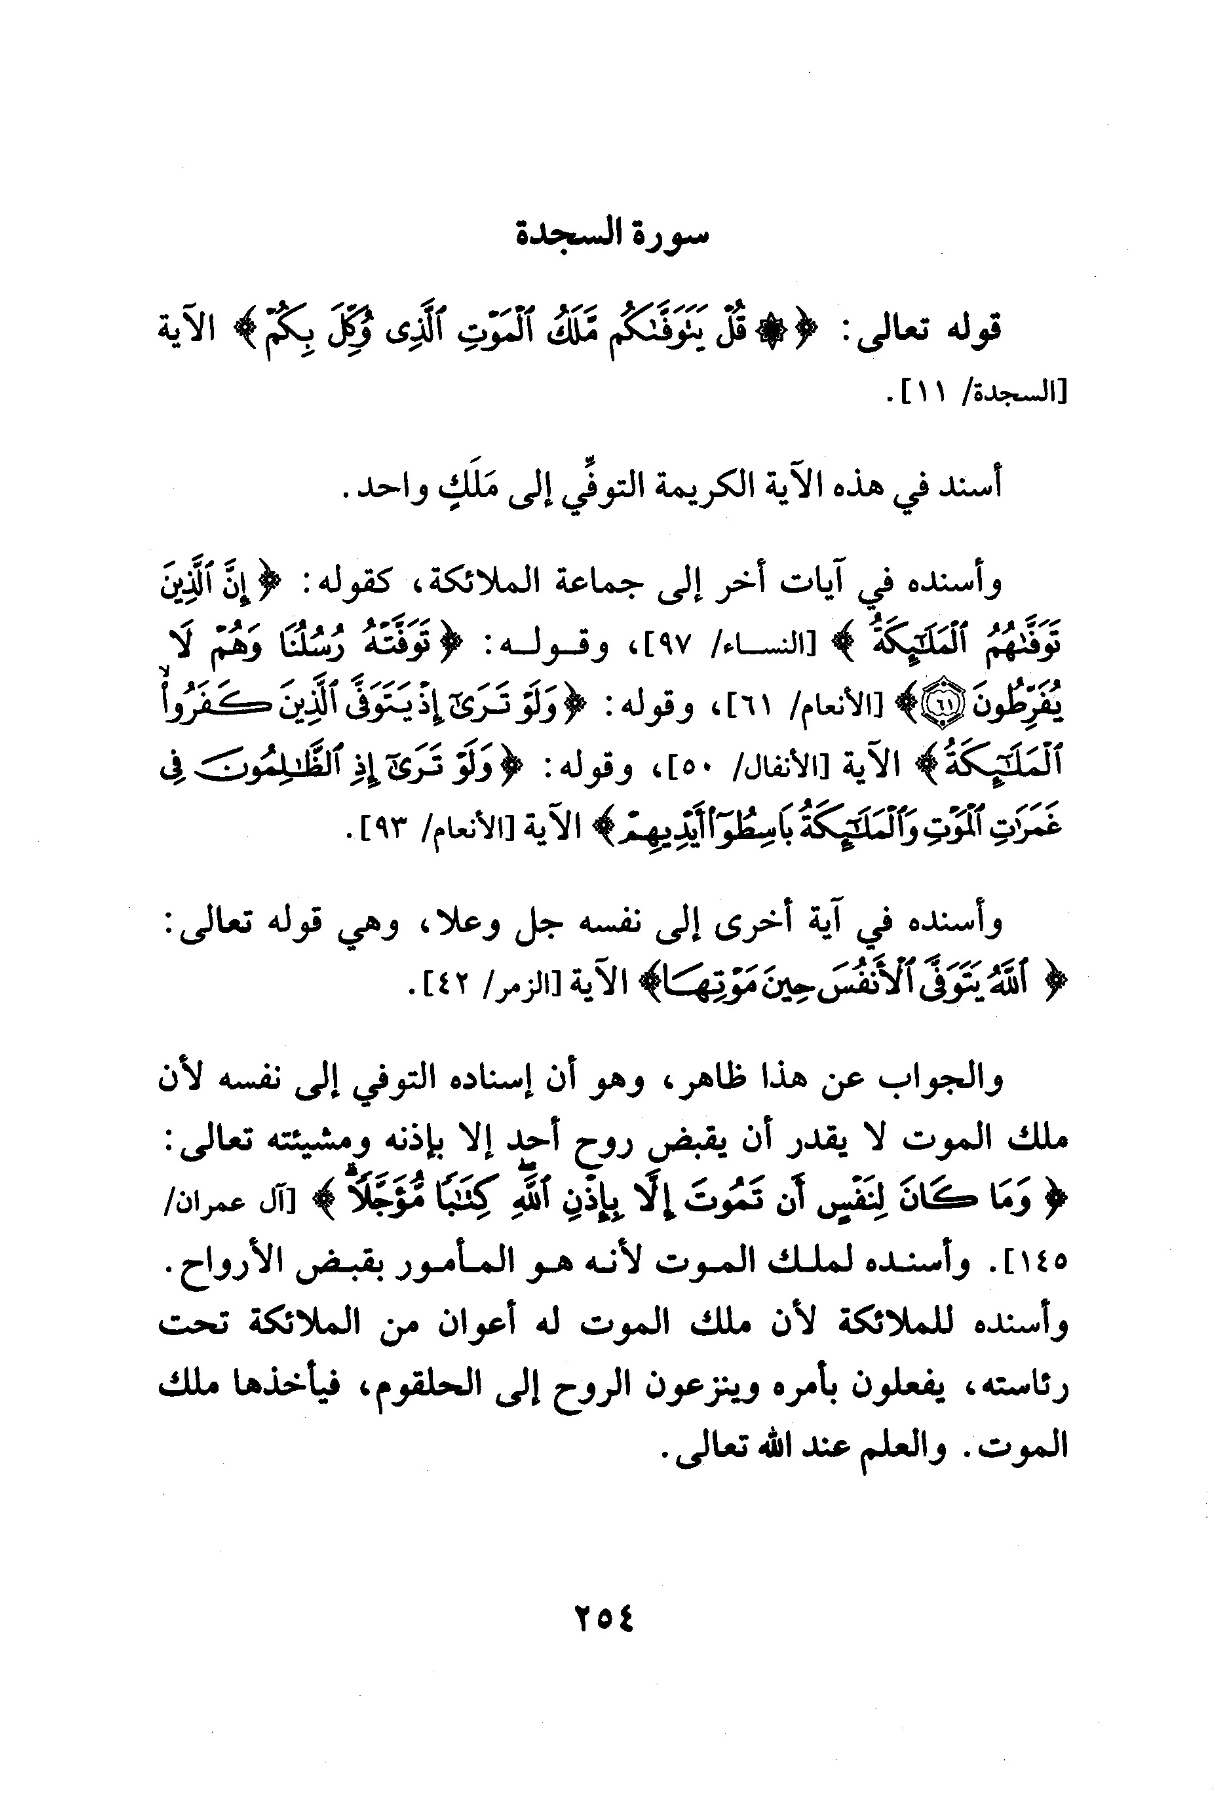 سورة السجدة
قوله تعالى: ﴿ ۞ قُلْ يَتَوَفَّىٰكُم مَّلَكُ ٱلْمَوْتِ ٱلَّذِى وُكِّلَ بِكُمْ ﴾ الآية
[السجدة/ ١١].
أسند في هذه الآية الكريمة التوفِّي إلى مَلَكٍ واحد.
وأسنده في آيات أخر إلى جماعة الملائكة، كقوله: ﴿ إِنَّ ٱلَّذِينَ
تَوَفَّىٰهُمُ ٱلْمَلَٰٓئِكَةُ ﴾ [النساء/ ٩٧]، وقوله: ﴿ تَوَفَّتْهُ رُسُلُنَا وَهُمْ لَا
يُفَرِّطُونَ ٦١ ﴾ [الأنعام/ ٦١]، وقوله: ﴿ وَلَوْ تَرَىٰٓ إِذْ يَتَوَفَّى ٱلَّذِينَ كَفَرُوا۟ ۙ
ٱلْمَلَٰٓئِكَةُ ﴾ الآية [الأنفال/ ٥٠]، وقوله: ﴿ وَلَوْ تَرَىٰٓ إِذِ ٱلظَّٰلِمُونَ فِى
غَمَرَٰتِ ٱلْمَوْتِ وَٱلْمَلَٰٓئِكَةُ بَاسِطُوٓا۟ أَيْدِيهِمْ ﴾ الآية [الأنعام/ ٩٣].
وأسنده في آية أخرى إلى نفسه جل وعلا، وهي قوله تعالى:
﴿ ٱللَّهُ يَتَوَفَّى ٱلْأَنفُسَ حِينَ مَوْتِهَا ﴾ الآية [الزمر/ ٤٢].
والجواب عن هذا ظاهر، وهو أن إسناده التوفي إلى نفسه لأن
ملك الموت لا يقدر أن يقبض روح أحدٍ إلا بإذنه ومشيئته تعالى:
﴿ وَمَا كَانَ لِنَفْسٍ أَن تَمُوتَ إِلَّا بِإِذْنِ ٱللَّهِ كِتَٰبًا مُّؤَجَّلًا ۗ ﴾ [آل عمران/
١٤٥]. وأسنده لملك الموت لأنه هو المأمور بقبض الأرواح.
وأسنده للملائكة لأن ملك الموت له أعوان من الملائكة تحت
رئاسته، يفعلون بأمره وينزعون الروح إلى الحلقوم، فيأخذها ملك
الموت. والعلم عند الله تعالى.
٢٥٤